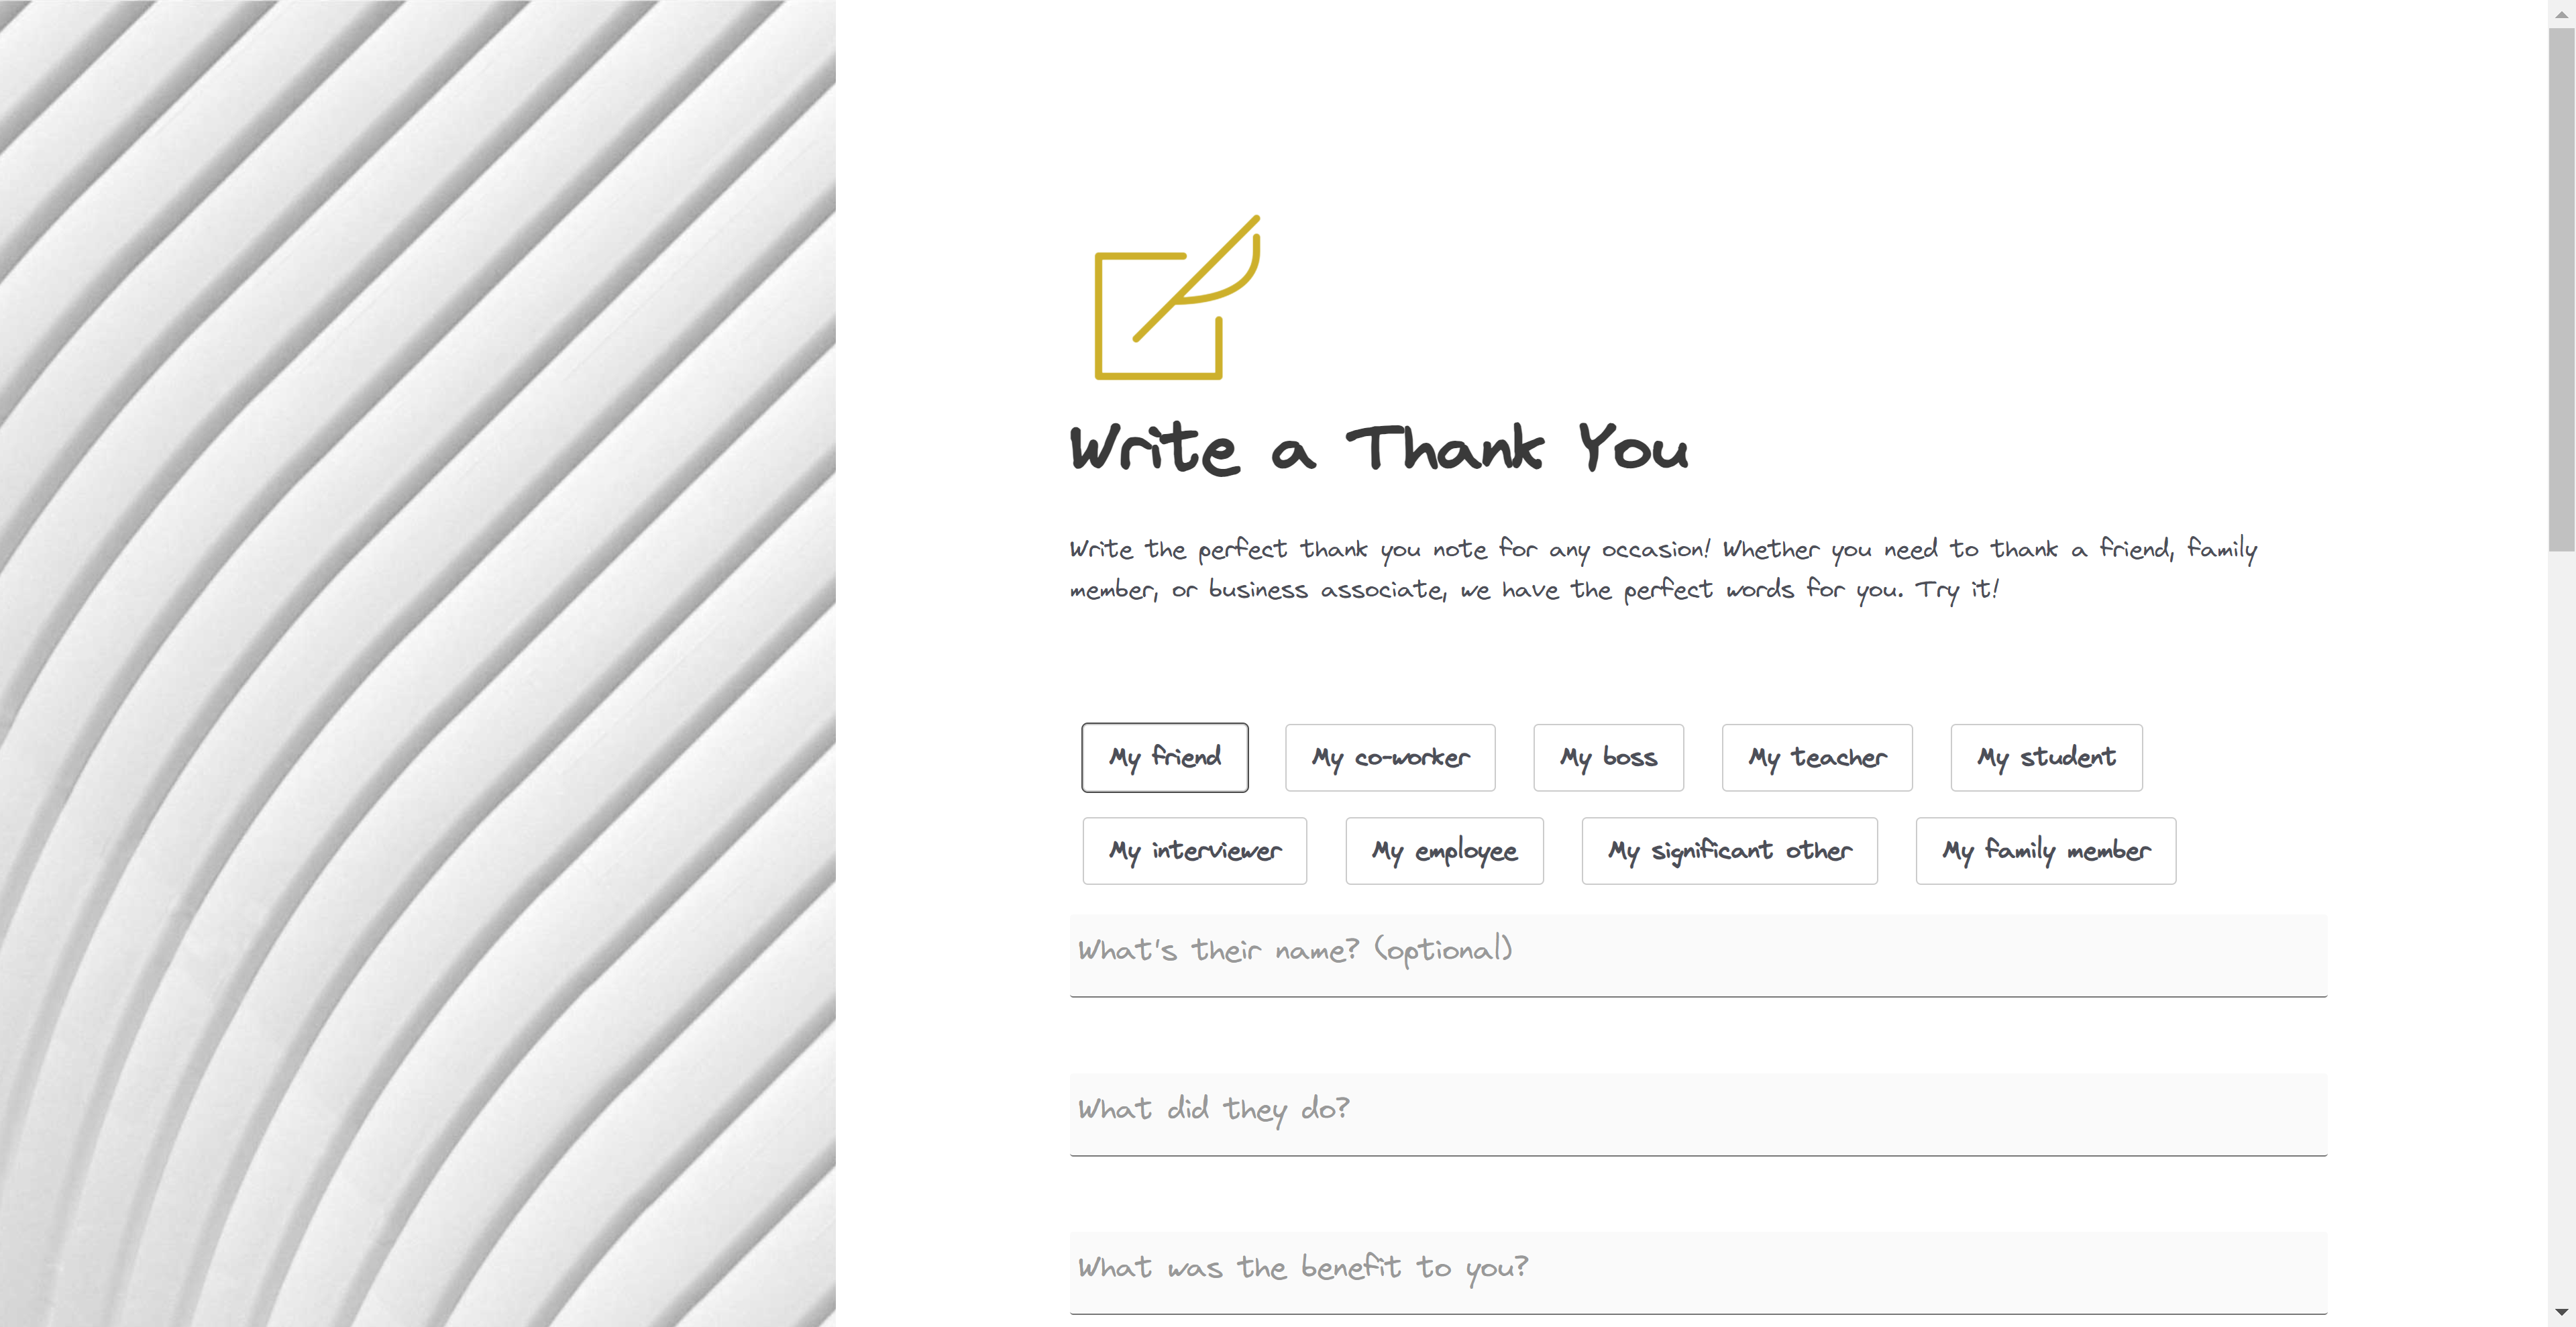 Write a Thank You
Write the perfect thank you note for any occasion! Whether you need to thank a friend, family
member, or business associate, we have the perfect words for you. Try it!
My friend
My co-worker
My boss
My teacher
My student
My interviewer
My employee
My significant other
My family member
What's their name? (optional)
What did they do?
What was the benefit to you?